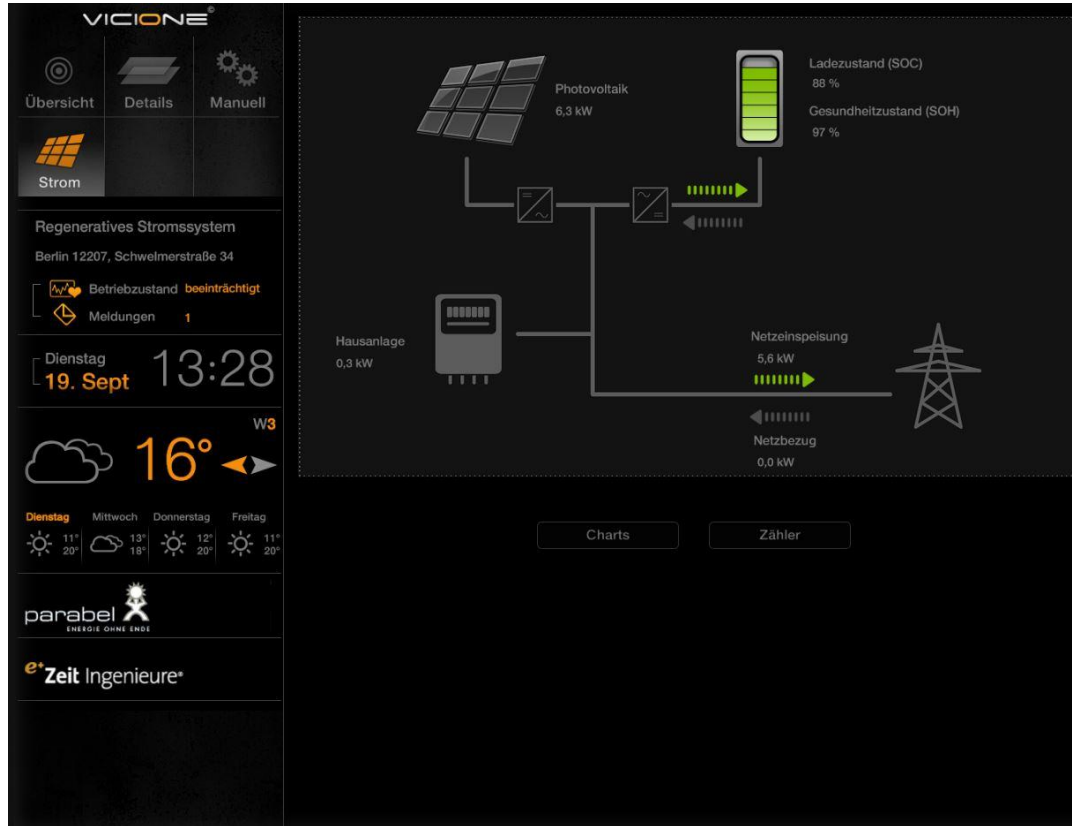 VICIONE©
Übersicht
Details
Manuell
Strom
Regeneratives Stromssystem
Berlin 12207, Schwelmerstraße 34
Betriebzustand beeinträchtigt
Meldungen 1
Dienstag
19. Sept
13:28
W3
16°
Dienstag Mittwoch Donnerstag Freitag
11° 13° 12° 11°
20° 18° 20° 20°
parabel
ENERGIE OHNE ENDE
e+ Zeit Ingenieure®
Photovoltaik
6,3 kW
Ladezustand (SOC)
88 %
Gesundheitzustand (SOH)
97 %
Hausanlage
0,3 kW
Netzeinspeisung
5,6 kW
Netzbezug
0,0 kW
Charts
Zähler